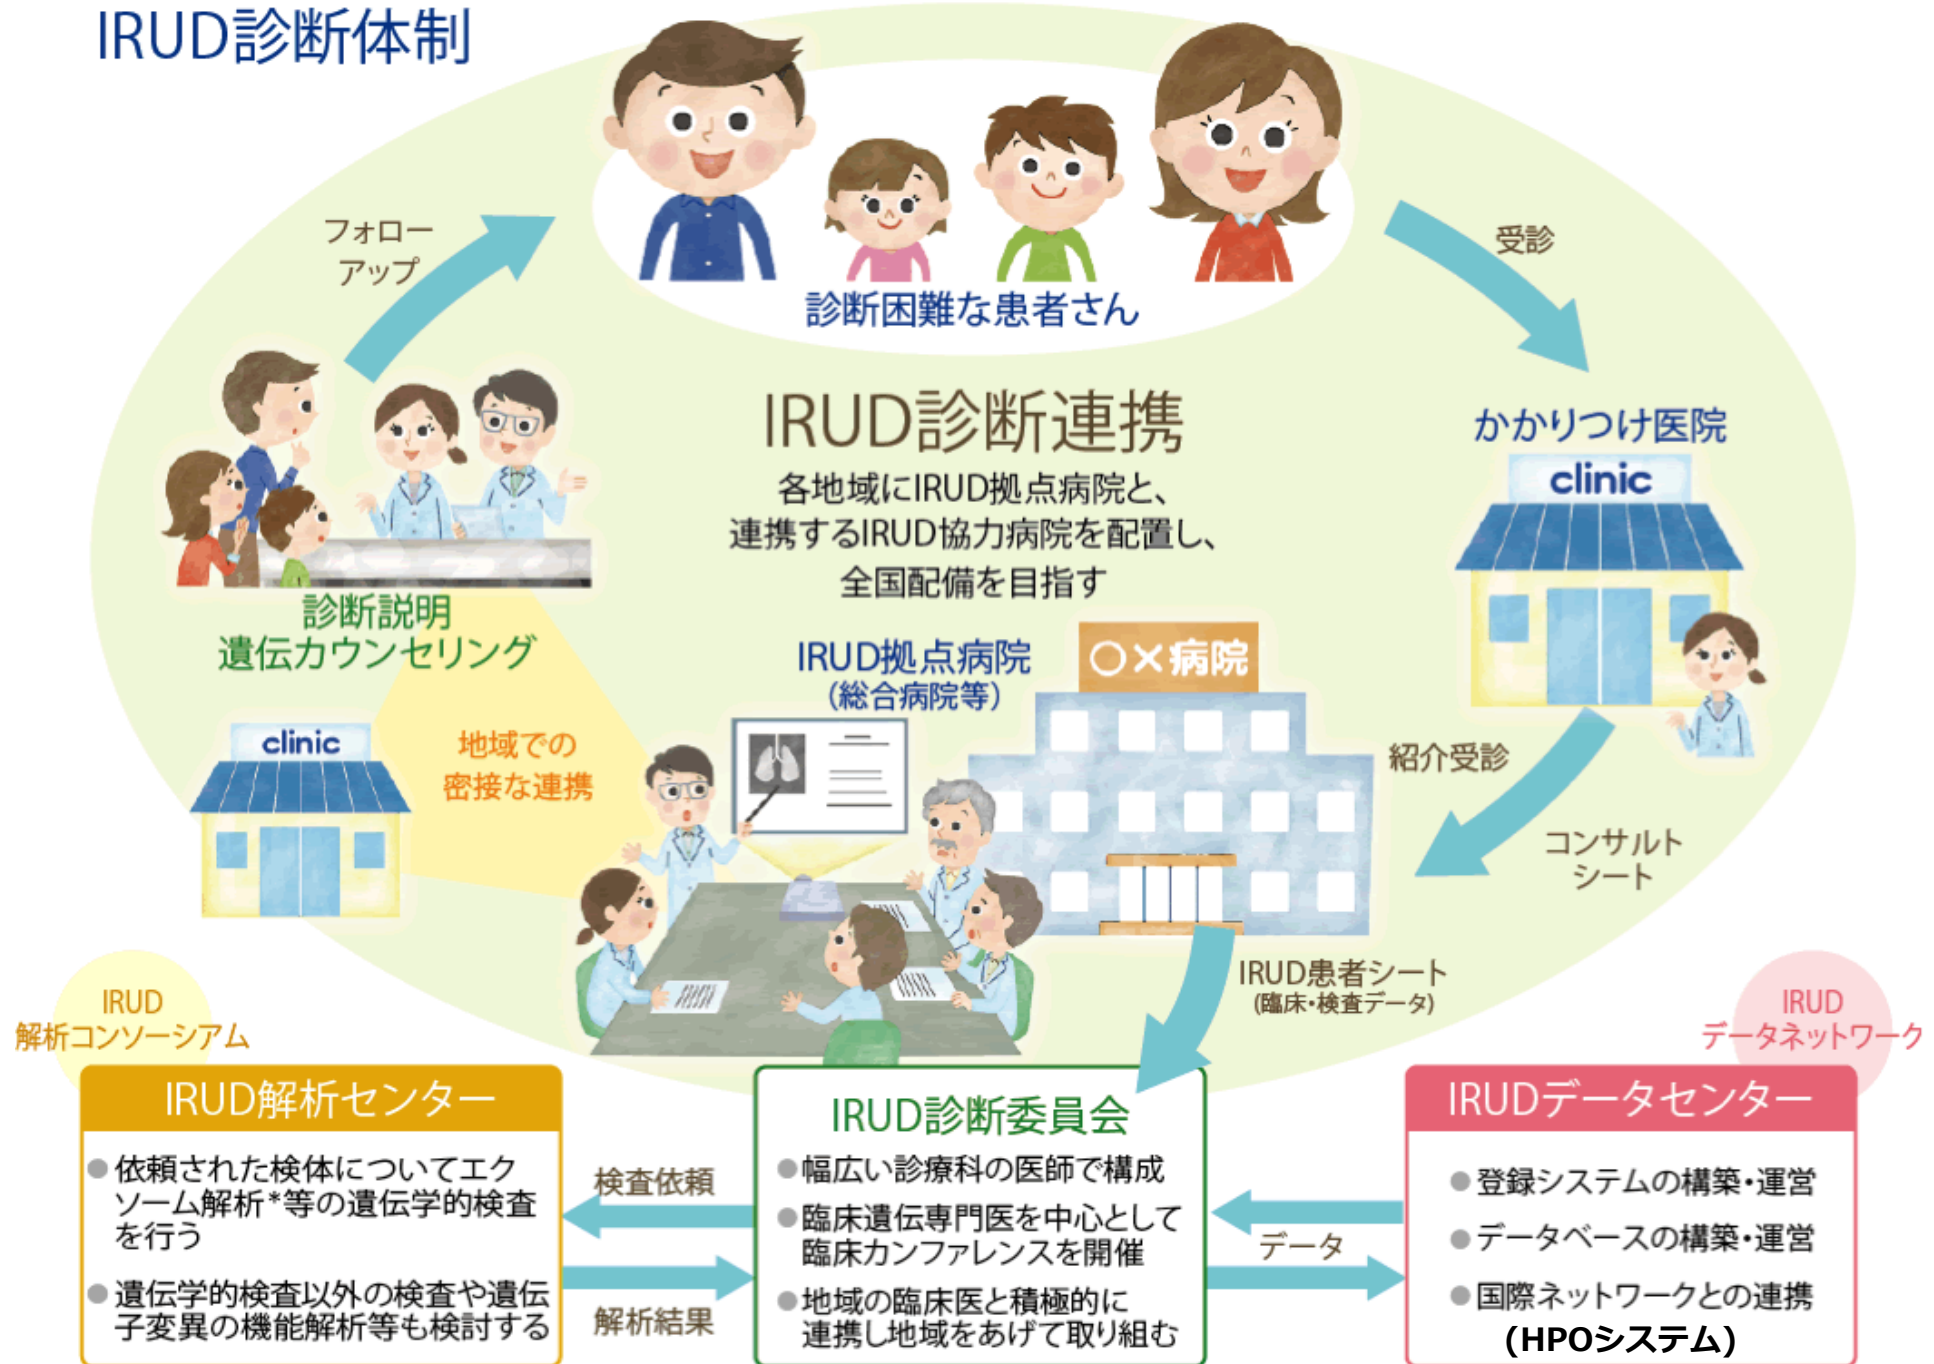 IRUD診断体制
診断困難な患者さん
フォロー
アップ
受診
IRUD診断連携
各地域にIRUD拠点病院と、
連携するIRUD協力病院を配置し、
全国配備を目指す
かかりつけ医院
clinic
診断説明
遺伝カウンセリング
IRUD拠点病院
(総合病院等)
○×病院
clinic
地域での
密接な連携
紹介受診
コンサルト
シート
IRUD患者シート
(臨床・検査データ)
IRUD
解析コンソーシアム
IRUD
データネットワーク
IRUD解析センター
● 依頼された検体についてエク
ソーム解析*等の遺伝学的検査
を行う
● 遺伝学的検査以外の検査や遺伝
子変異の機能解析等も検討する
検査依頼
解析結果
IRUD診断委員会
●幅広い診療科の医師で構成
●臨床遺伝専門医を中心として
臨床カンファレンスを開催
●地域の臨床医と積極的に
連携し地域をあげて取り組む
データ
IRUDデータセンター
●登録システムの構築・運営
●データベースの構築・運営
●国際ネットワークとの連携
(HPOシステム)